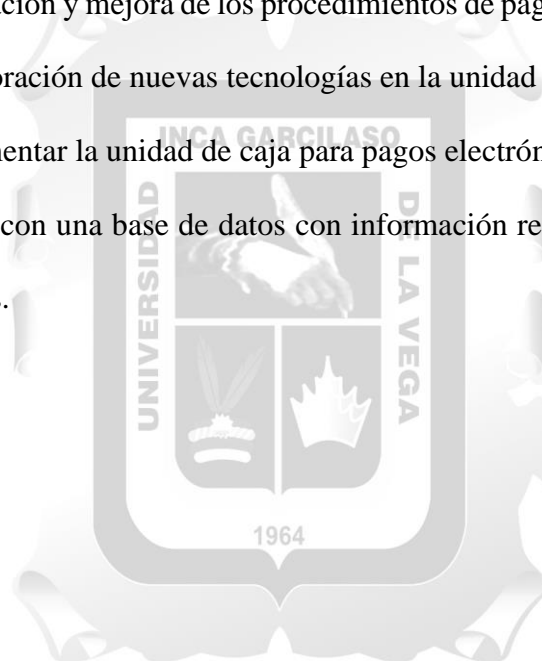 ación y mejora de los procedimientos de pag
oración de nuevas tecnologías en la unidad
nentar la unidad de caja para pagos electrón
con una base de datos con información re
.
INCA GARCILASO
UNIVERSIDAD
DE LA VEGA
1964